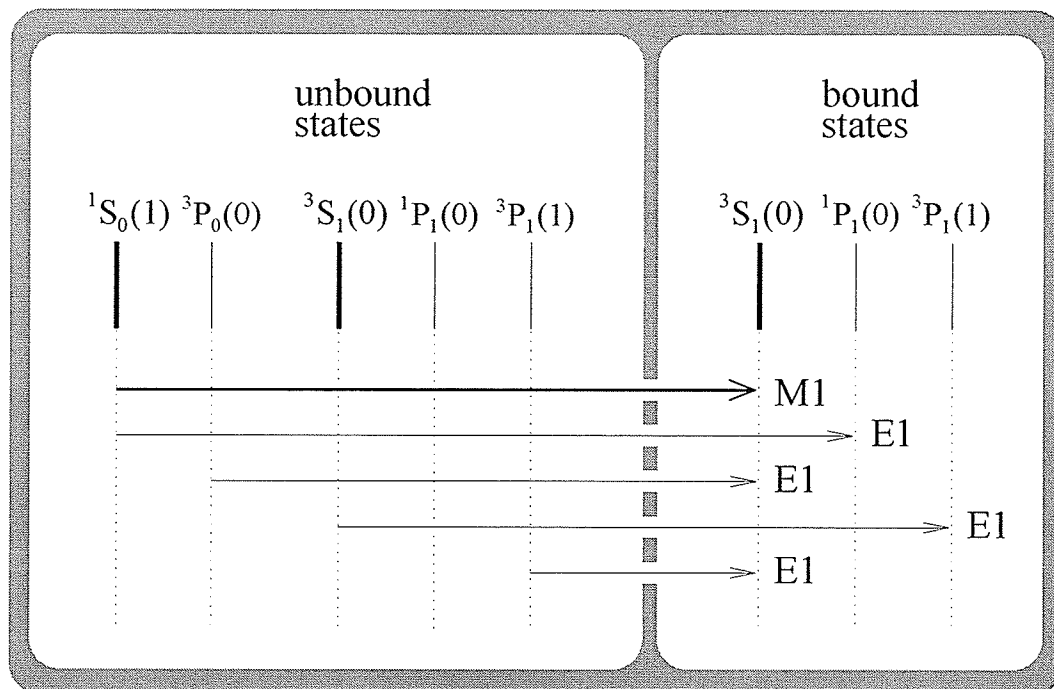 unbound
states
bound
states
¹S₀(1) ³P₀(0) ³S₁(0) ¹P₁(0) ³P₁(1) ³S₁(0) ¹P₁(0) ³P₁(1)
M1
E1
E1
E1
E1